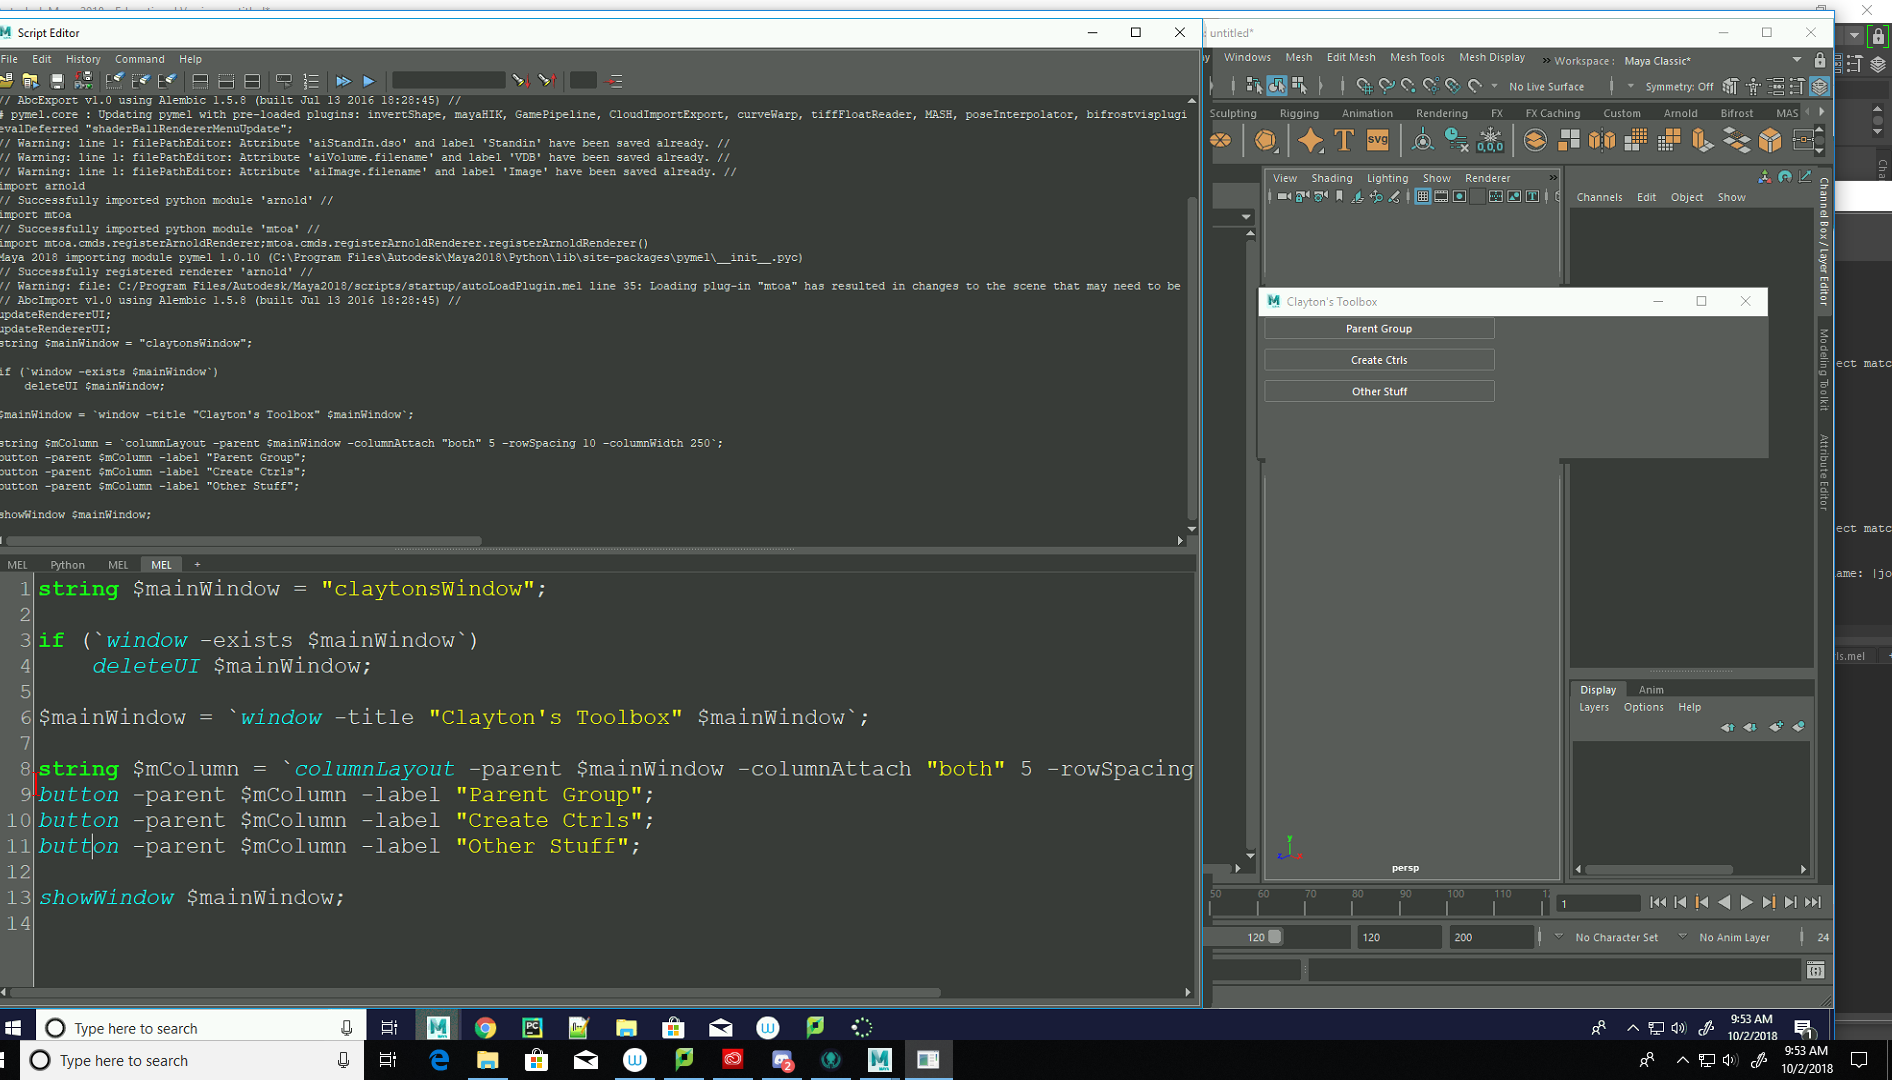 Script Editor
File Edit History Command Help
// AbcExport v1.0 using Alembic 1.5.8 (built Jul 13 2016 18:28:45) //
# pymel.core : Updating pymel with pre-loaded plugins: invertShape, mayaHIK, GamePipeline, CloudImportExport, curveWarp, tiffFloatReader, MASH, poseInterpolator, bifrostvisplugi
evalDeferred "shaderBallRendererMenuUpdate";
// Warning: line 1: filePathEditor: Attribute 'aiStandIn.dso' and label 'Standin' have been saved already. //
// Warning: line 1: filePathEditor: Attribute 'aiVolume.filename' and label 'VDB' have been saved already. //
// Warning: line 1: filePathEditor: Attribute 'aiImage.filename' and label 'Image' have been saved already. //
import arnold
// Successfully imported python module 'arnold' //
import mtoa
// Successfully imported python module 'mtoa' //
import mtoa.cmds.registerArnoldRenderer;mtoa.cmds.registerArnoldRenderer.registerArnoldRenderer()
Maya 2018 importing module pymel 1.0.10 (C:\Program Files\Autodesk\Maya2018\Python\lib\site-packages\pymel\__init__.pyc)
// Successfully registered renderer 'arnold' //
// Warning: file: C:/Program Files/Autodesk/Maya2018/scripts/startup/autoLoadPlugin.mel line 35: Loading plug-in "mtoa" has resulted in changes to the scene that may need to be
// AbcImport v1.0 using Alembic 1.5.8 (built Jul 13 2016 18:28:45) //
updateRendererUI;
updateRendererUI;
string $mainWindow = "claytonsWindow";
if (`window -exists $mainWindow`)
deleteUI $mainWindow;
$mainWindow = `window -title "Clayton's Toolbox" $mainWindow`;
string $mColumn = `columnLayout -parent $mainWindow -columnAttach "both" 5 -rowSpacing 10 -columnWidth 250`;
button -parent $mColumn -label "Parent Group";
button -parent $mColumn -label "Create Ctrls";
button -parent $mColumn -label "Other Stuff";
showWindow $mainWindow;
MEL Python MEL MEL +
1 string $mainWindow = "claytonsWindow";
2
3 if (`window -exists $mainWindow`)
4 deleteUI $mainWindow;
5
6 $mainWindow = `window -title "Clayton's Toolbox" $mainWindow`;
7
8 string $mColumn = `columnLayout -parent $mainWindow -columnAttach "both" 5 -rowSpacing
9 button -parent $mColumn -label "Parent Group";
10 button -parent $mColumn -label "Create Ctrls";
11 button -parent $mColumn -label "Other Stuff";
12
13 showWindow $mainWindow;
14
: untitled*
y Windows Mesh Edit Mesh Mesh Tools Mesh Display » Workspace : Maya Classic*
No Live Surface Symmetry: Off
Sculpting Rigging Animation Rendering FX FX Caching Custom Arnold Bifrost MAS
T SVG 0,0,0
View Shading Lighting Show Renderer »
Channels Edit Object Show
Channel Box / Layer Editor
Modeling Toolkit
Attribute Editor
Clayton's Toolbox
Parent Group
Create Ctrls
Other Stuff
ect matc
ect matc
ame: |jo
ls.mel
Display Anim
Layers Options Help
y
z x
persp
50 60 70 80 90 100 110 12
1
120 120 200 No Character Set No Anim Layer 24
Type here to search
9:53 AM
10/2/2018
1
Type here to search
2
9:53 AM
10/2/2018